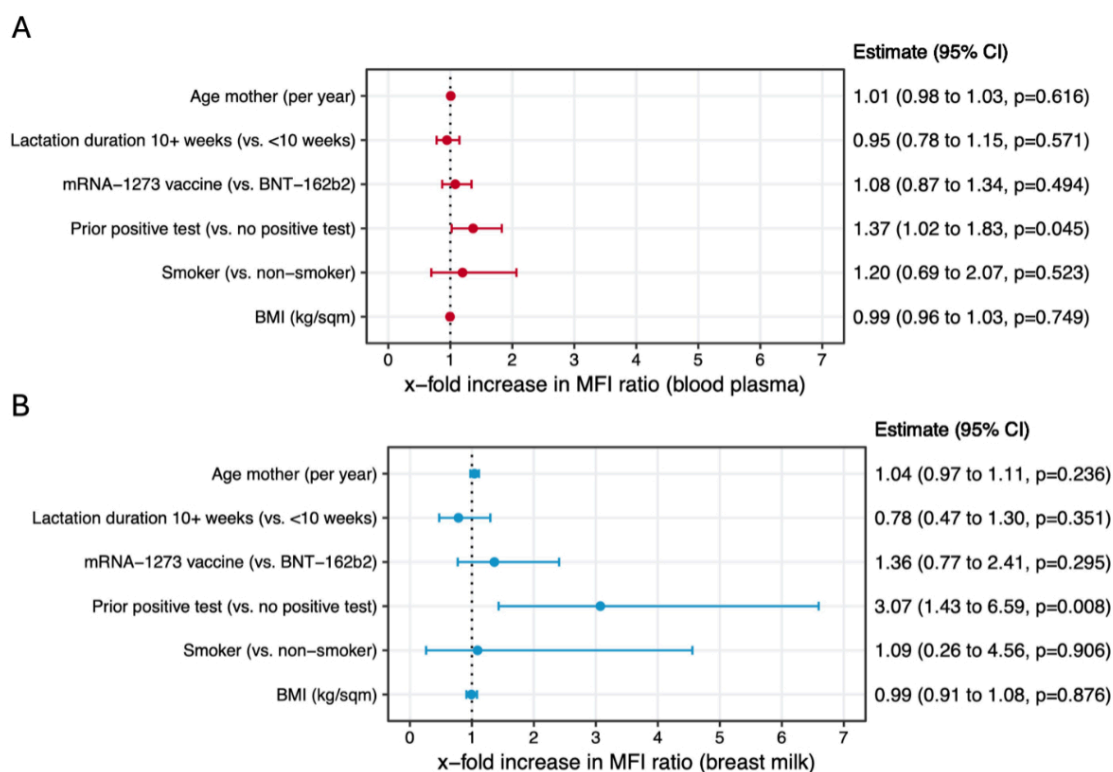 A
Estimate (95% CI)
Age mother (per year) 1.01 (0.98 to 1.03, p=0.616)
Lactation duration 10+ weeks (vs. <10 weeks) 0.95 (0.78 to 1.15, p=0.571)
mRNA−1273 vaccine (vs. BNT−162b2) 1.08 (0.87 to 1.34, p=0.494)
Prior positive test (vs. no positive test) 1.37 (1.02 to 1.83, p=0.045)
Smoker (vs. non−smoker) 1.20 (0.69 to 2.07, p=0.523)
BMI (kg/sqm) 0.99 (0.96 to 1.03, p=0.749)
0 1 2 3 4 5 6 7
x−fold increase in MFI ratio (blood plasma)
B
Estimate (95% CI)
Age mother (per year) 1.04 (0.97 to 1.11, p=0.236)
Lactation duration 10+ weeks (vs. <10 weeks) 0.78 (0.47 to 1.30, p=0.351)
mRNA−1273 vaccine (vs. BNT−162b2) 1.36 (0.77 to 2.41, p=0.295)
Prior positive test (vs. no positive test) 3.07 (1.43 to 6.59, p=0.008)
Smoker (vs. non−smoker) 1.09 (0.26 to 4.56, p=0.906)
BMI (kg/sqm) 0.99 (0.91 to 1.08, p=0.876)
0 1 2 3 4 5 6 7
x−fold increase in MFI ratio (breast milk)